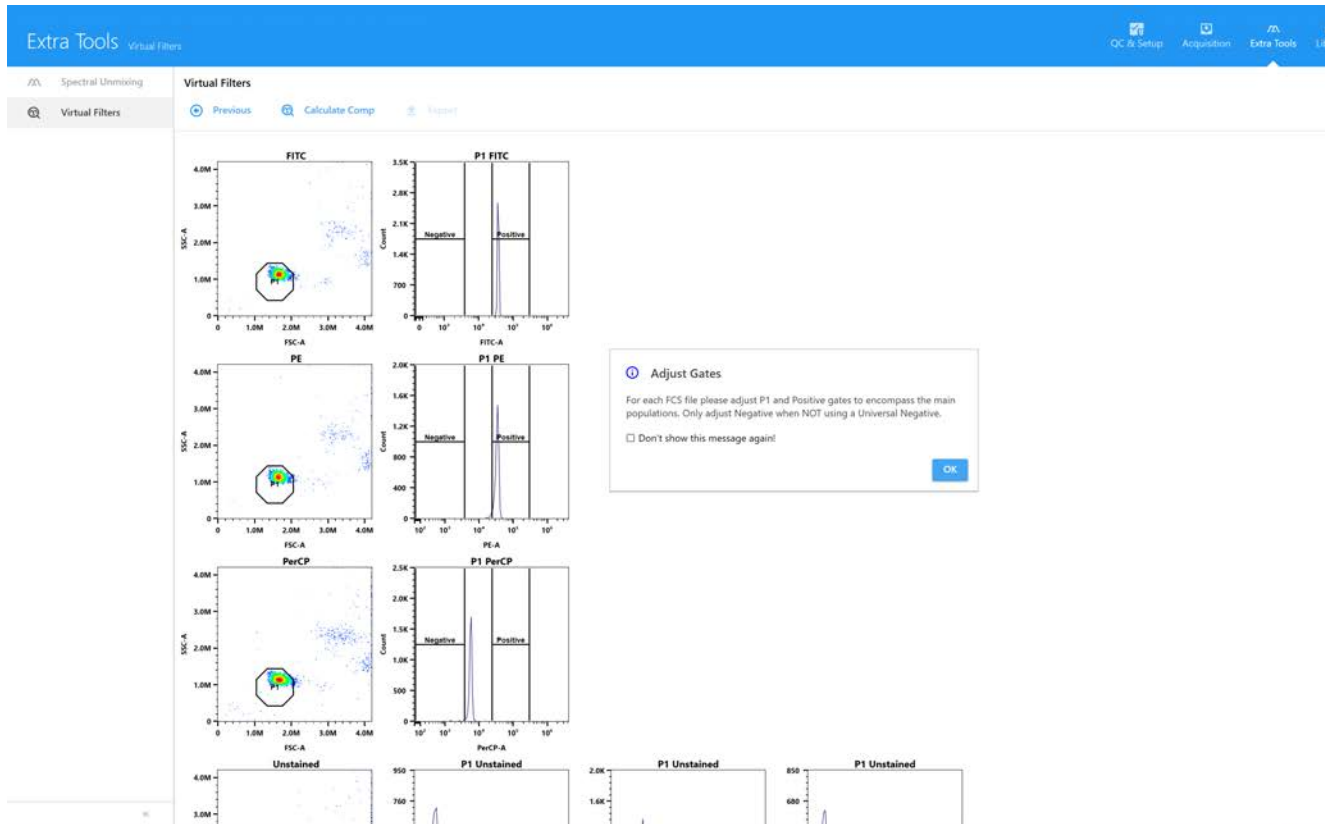 Extra Tools Virtual Filters
QC & Setup Acquisition Extra Tools
Spectral Unmixing
Virtual Filters
Virtual Filters
Previous Calculate Comp Export
FITC
4.0M
3.0M
2.0M
1.0M
0
SSC-A
0 1.0M 2.0M 3.0M 4.0M
FSC-A
P1
P1 FITC
3.5K
2.8K
2.1K
1.4K
700
0
Count
Negative Positive
FITC-A
PE
4.0M
3.0M
2.0M
1.0M
0
SSC-A
0 1.0M 2.0M 3.0M 4.0M
FSC-A
P1
P1 PE
2.0K
1.6K
1.2K
800
400
0
Count
Negative Positive
PE-A
Adjust Gates
For each FCS file please adjust P1 and Positive gates to encompass the main
populations. Only adjust Negative when NOT using a Universal Negative.
Don't show this message again!
OK
PerCP
4.0M
3.0M
2.0M
1.0M
0
SSC-A
0 1.0M 2.0M 3.0M 4.0M
FSC-A
P1
P1 PerCP
2.5K
2.0K
1.5K
1.0K
500
0
Count
Negative Positive
PerCP-A
Unstained
4.0M
3.0M
P1 Unstained
950
760
P1 Unstained
2.0K
1.6K
P1 Unstained
850
680